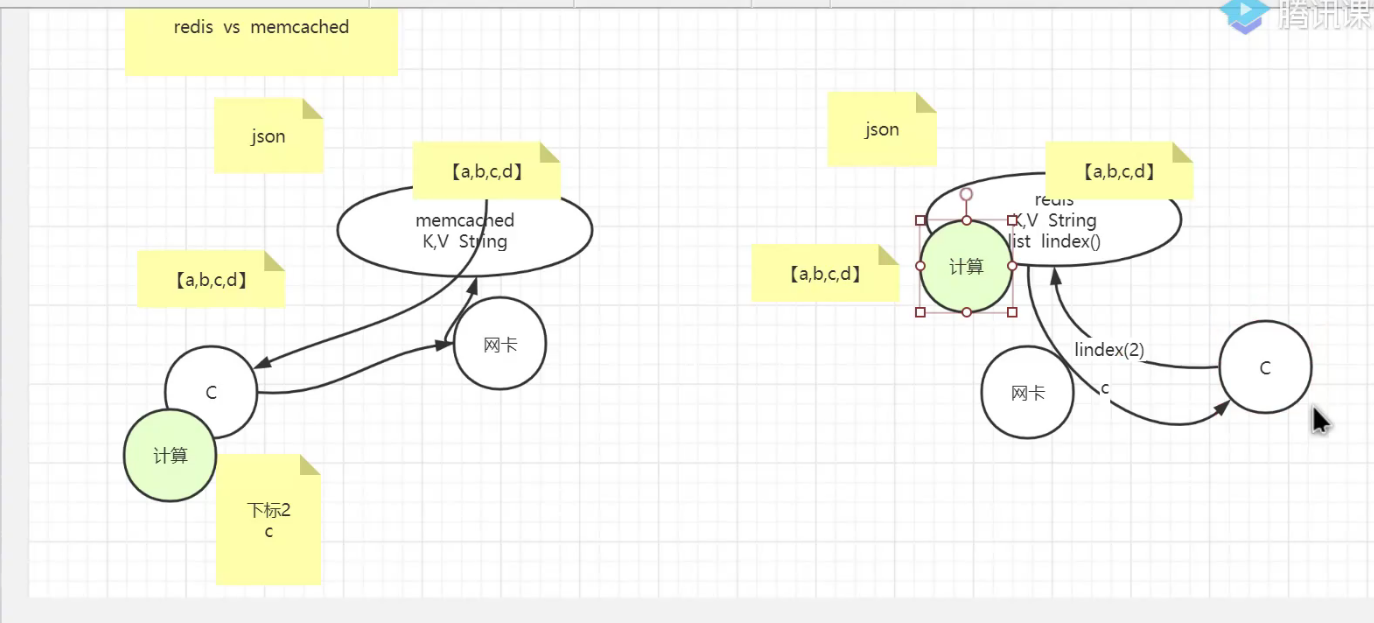 redis vs memcached
腾讯课
json
【a,b,c,d】
memcached
K,V String
【a,b,c,d】
网卡
C
计算
下标2
c
json
【a,b,c,d】
redis
K,V String
list lindex()
【a,b,c,d】
计算
lindex(2)
c
网卡
C